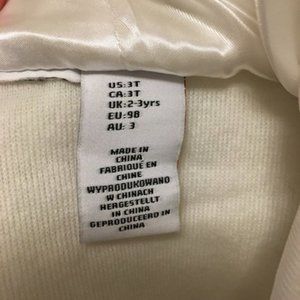 US:3T
CA:3T
UK:2-3yrs
EU:98
AU: 3
MADE IN
CHINA
FABRIQUÉ EN
CHINE
WYPRODUKOWANO
W CHINACH
HERGESTELLT
IN CHINA
GEPRODUCEERD IN
CHINA